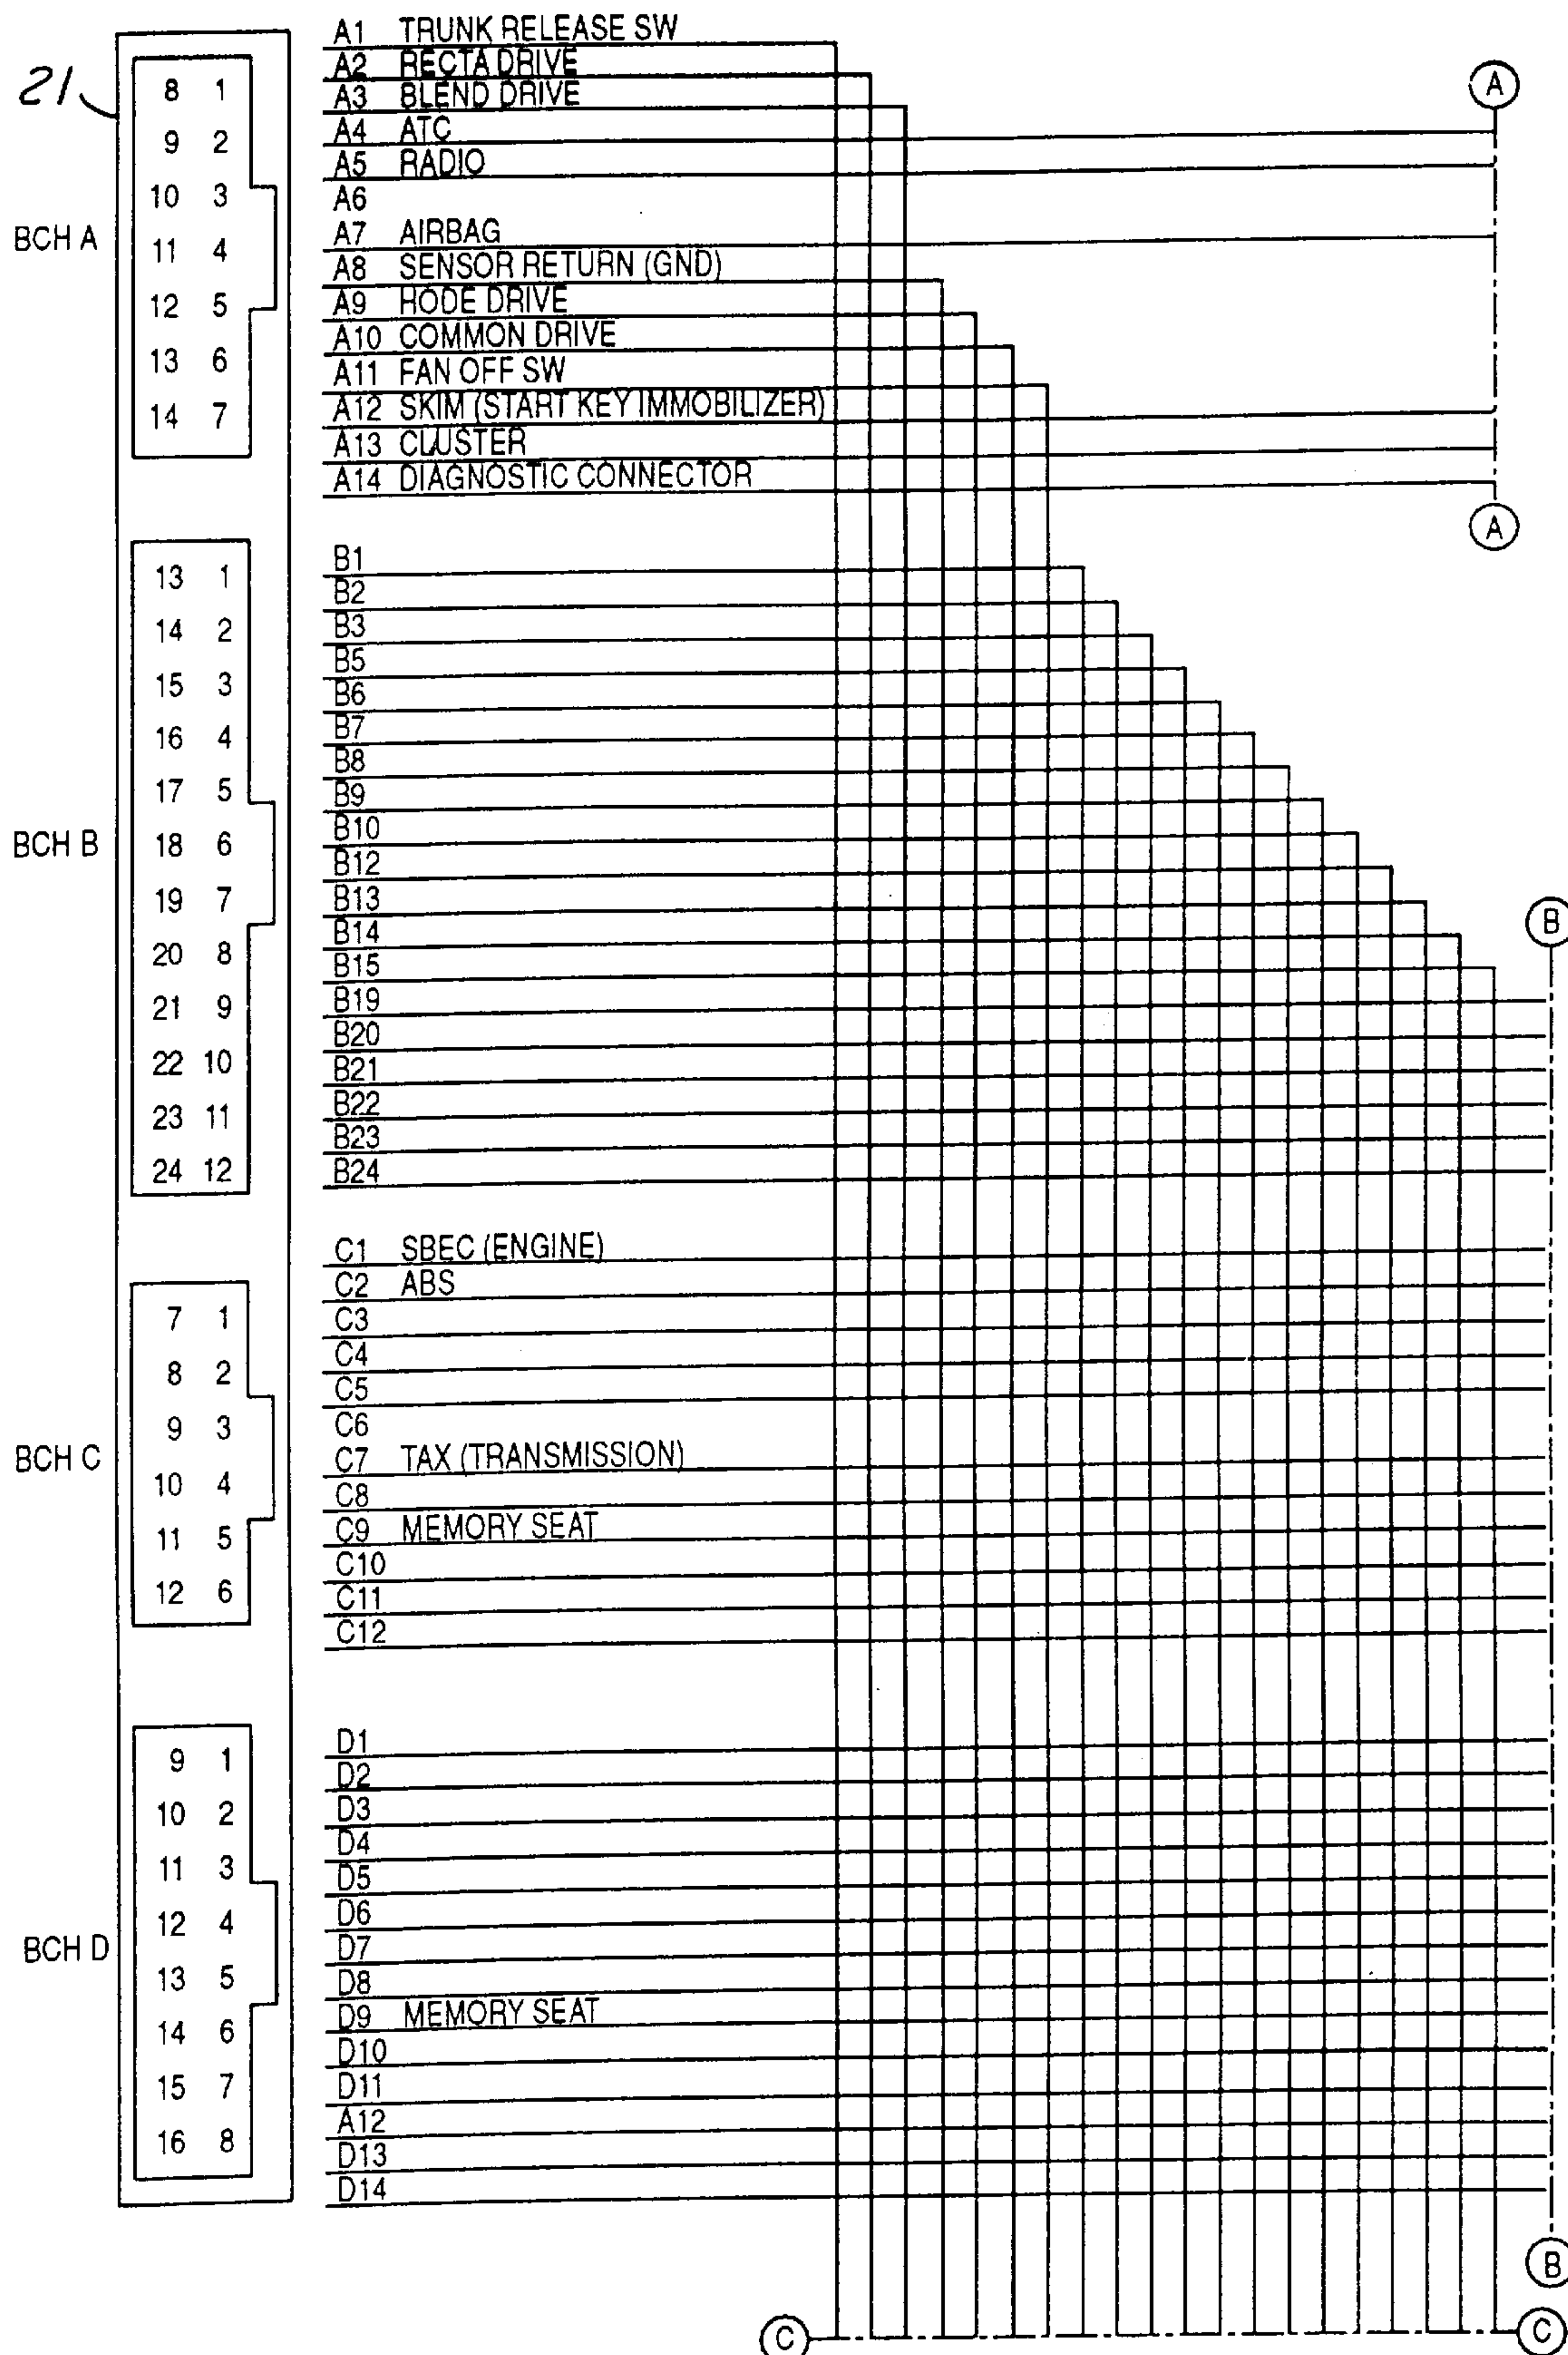 21
BCH A
8 1
9 2
10 3
11 4
12 5
13 6
14 7
A1 TRUNK RELEASE SW
A2 RECTA DRIVE
A3 BLEND DRIVE
A4 ATC
A5 RADIO
A6
A7 AIRBAG
A8 SENSOR RETURN (GND)
A9 HODE DRIVE
A10 COMMON DRIVE
A11 FAN OFF SW
A12 SKIM (START KEY IMMOBILIZER)
A13 CLUSTER
A14 DIAGNOSTIC CONNECTOR
A
A
BCH B
13 1
14 2
15 3
16 4
17 5
18 6
19 7
20 8
21 9
22 10
23 11
24 12
B1
B2
B3
B5
B6
B7
B8
B9
B10
B12
B13
B14
B15
B19
B20
B21
B22
B23
B24
B
BCH C
7 1
8 2
9 3
10 4
11 5
12 6
C1 SBEC (ENGINE)
C2 ABS
C3
C4
C5
C6
C7 TAX (TRANSMISSION)
C8
C9 MEMORY SEAT
C10
C11
C12
BCH D
9 1
10 2
11 3
12 4
13 5
14 6
15 7
16 8
D1
D2
D3
D4
D5
D6
D7
D8
D9 MEMORY SEAT
D10
D11
A12
D13
D14
B
C
C